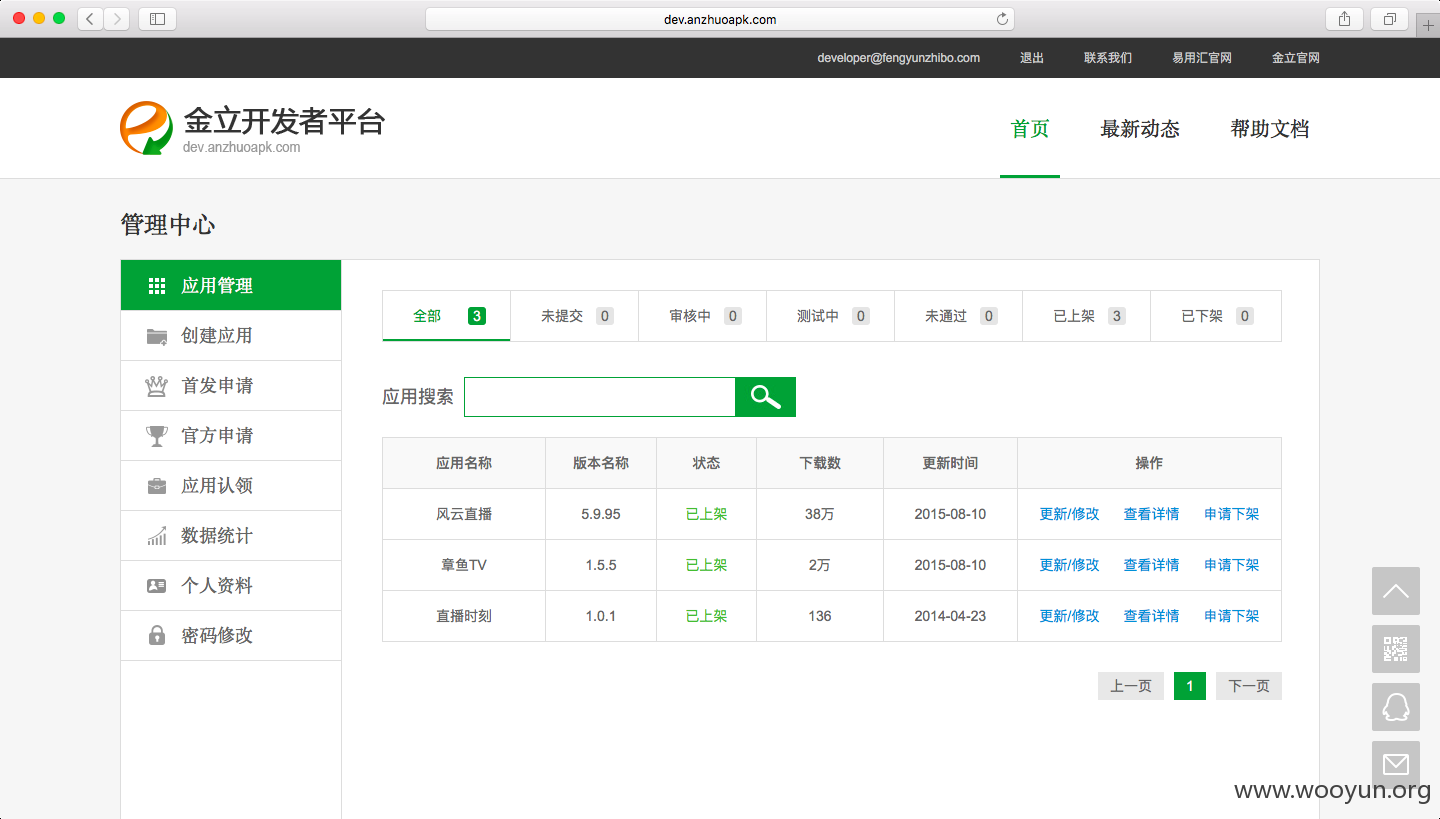 dev.anzhuoapk.com
developer@fengyunzhibo.com 退出 联系我们 易用汇官网 金立官网
金立开发者平台
dev.anzhuoapk.com
首页 最新动态 帮助文档
管理中心
应用管理
创建应用
首发申请
官方申请
应用认领
数据统计
个人资料
密码修改
全部 3 未提交 0 审核中 0 测试中 0 未通过 0 已上架 3 已下架 0
应用搜索
应用名称 版本名称 状态 下载数 更新时间 操作
风云直播 5.9.95 已上架 38万 2015-08-10 更新/修改 查看详情 申请下架
章鱼TV 1.5.5 已上架 2万 2015-08-10 更新/修改 查看详情 申请下架
直播时刻 1.0.1 已上架 136 2014-04-23 更新/修改 查看详情 申请下架
上一页 1 下一页
www.wooyun.org